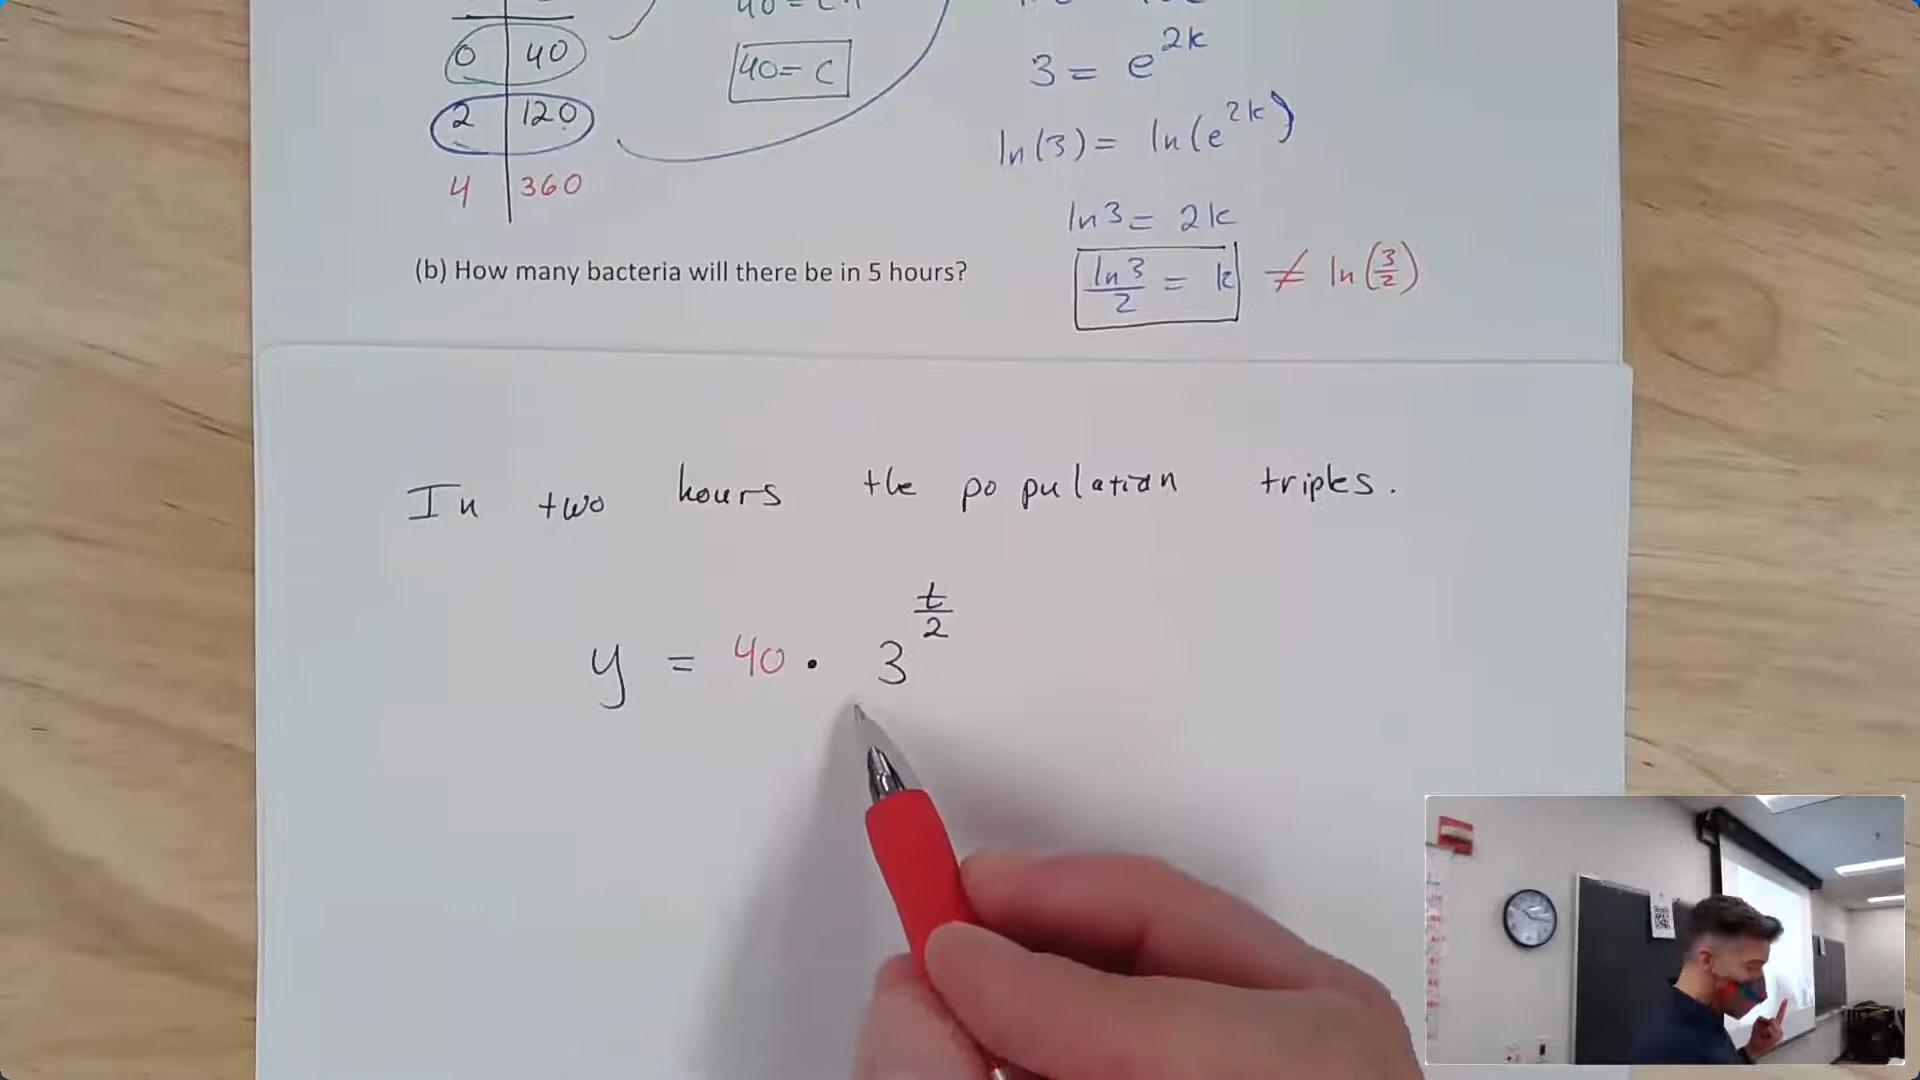 0 40
2 120
4 360
40 = C
3 = e^2k
ln(3) = ln(e^2k)
ln3 = 2k
ln3/2 = k ≠ ln(3/2)
(b) How many bacteria will there be in 5 hours?
In two hours the population triples.
y = 40 · 3^t/2